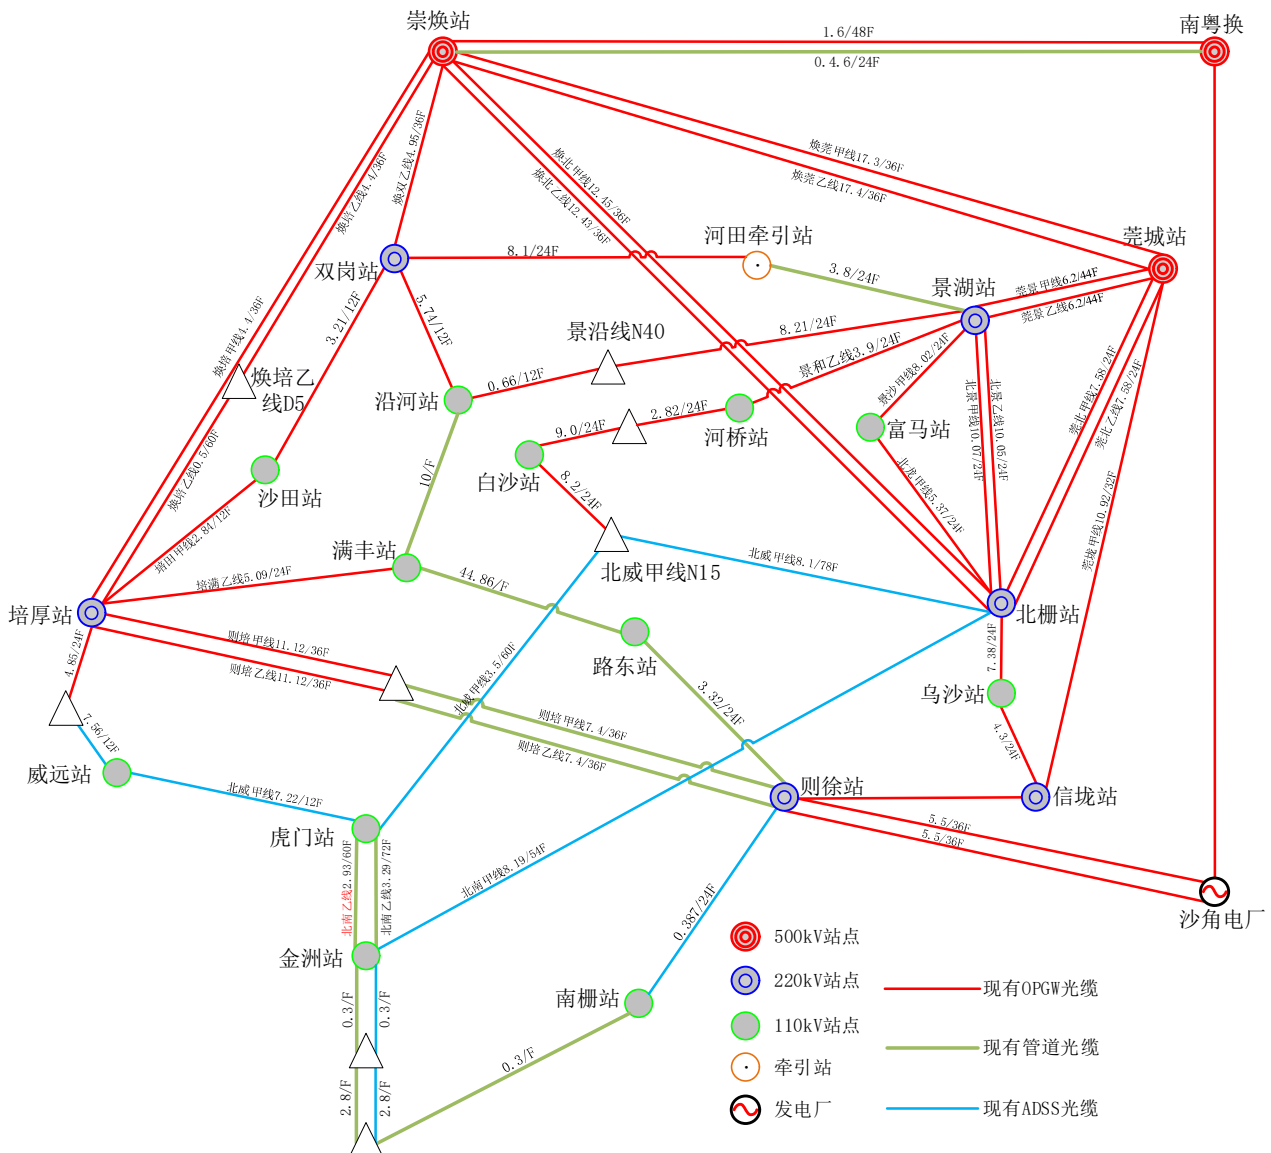 崇焕站
南粤换
1.6/48F
0.4.6/24F
焕双乙线4.95/36F
焕培乙线4.4/36F
焕培甲线4.4/36F
焕北甲线12.45/36F
焕北乙线12.43/36F
焕莞甲线17.3/36F
焕莞乙线17.4/36F
莞城站
河田牵引站
双岗站
8.1/24F
3.8/24F
景湖站
莞景甲线6.2/44F
莞景乙线6.2/44F
3.21/12F
5.74/12F
景沿线N40
8.21/24F
景和乙线3.9/24F
景沙甲线8.02/24F
焕培乙
线D5
沿河站
0.66/12F
9.0/24F
2.82/24F
河桥站
富马站
北景甲线10.07/24F
北景乙线10.05/24F
莞北甲线7.58/24F
莞北乙线7.58/24F
莞垅甲线10.92/32F
焕培乙线0.5/60F
沙田站
10/F
白沙站
8.2/24F
北龙甲线5.37/24F
培田甲线2.84/12F
满丰站
北威甲线N15
北威甲线8.1/78F
培满乙线5.09/24F
44.86/F
培厚站
北栅站
4.85/24F
则培甲线11.12/36F
则培乙线11.12/36F
路东站
7.38/24F
北威甲线3.5/60F
3.32/24F
乌沙站
7.56/12F
则培甲线7.4/36F
则培乙线7.4/36F
4.3/24F
威远站
北威甲线7.22/12F
则徐站
信垅站
虎门站
5.5/36F
5.5/36F
北南乙线2.93/60F
北南乙线3.29/72F
北南甲线8.19/54F
0.387/24F
沙角电厂
金洲站
南栅站
0.3/F
0.3/F
0.3/F
2.8/F
2.8/F
500kV站点
220kV站点
现有OPGW光缆
110kV站点
现有管道光缆
牵引站
发电厂
现有ADSS光缆